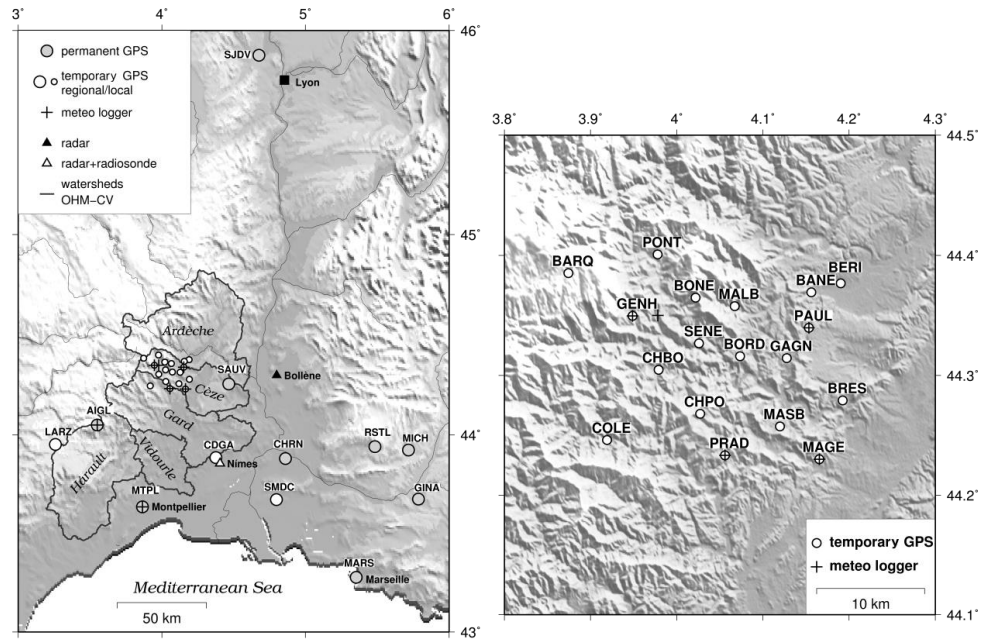 3˚ 4˚ 5˚ 6˚
46˚
45˚
44˚
43˚
permanent GPS
temporary GPS
regional/local
meteo logger
radar
radar+radiosonde
watersheds
OHM−CV
SJDV
Lyon
Ardèche
SAUV
Bollène
Cèze
AIGL
LARZ
Gard
CDGA
CHRN
RSTL
MICH
Nîmes
Hérault
Vidourle
MTPL
Montpellier
SMDC
GINA
MARS
Marseille
Mediterranean Sea
50 km
3.8˚ 3.9˚ 4˚ 4.1˚ 4.2˚ 4.3˚
44.5˚
44.4˚
44.3˚
44.2˚
44.1˚
PONT
BARQ
BERI
BANE
BONE
MALB
GENH
PAUL
SENE
BORD
GAGN
CHBO
BRES
CHPO
MASB
COLE
PRAD
MAGE
temporary GPS
meteo logger
10 km